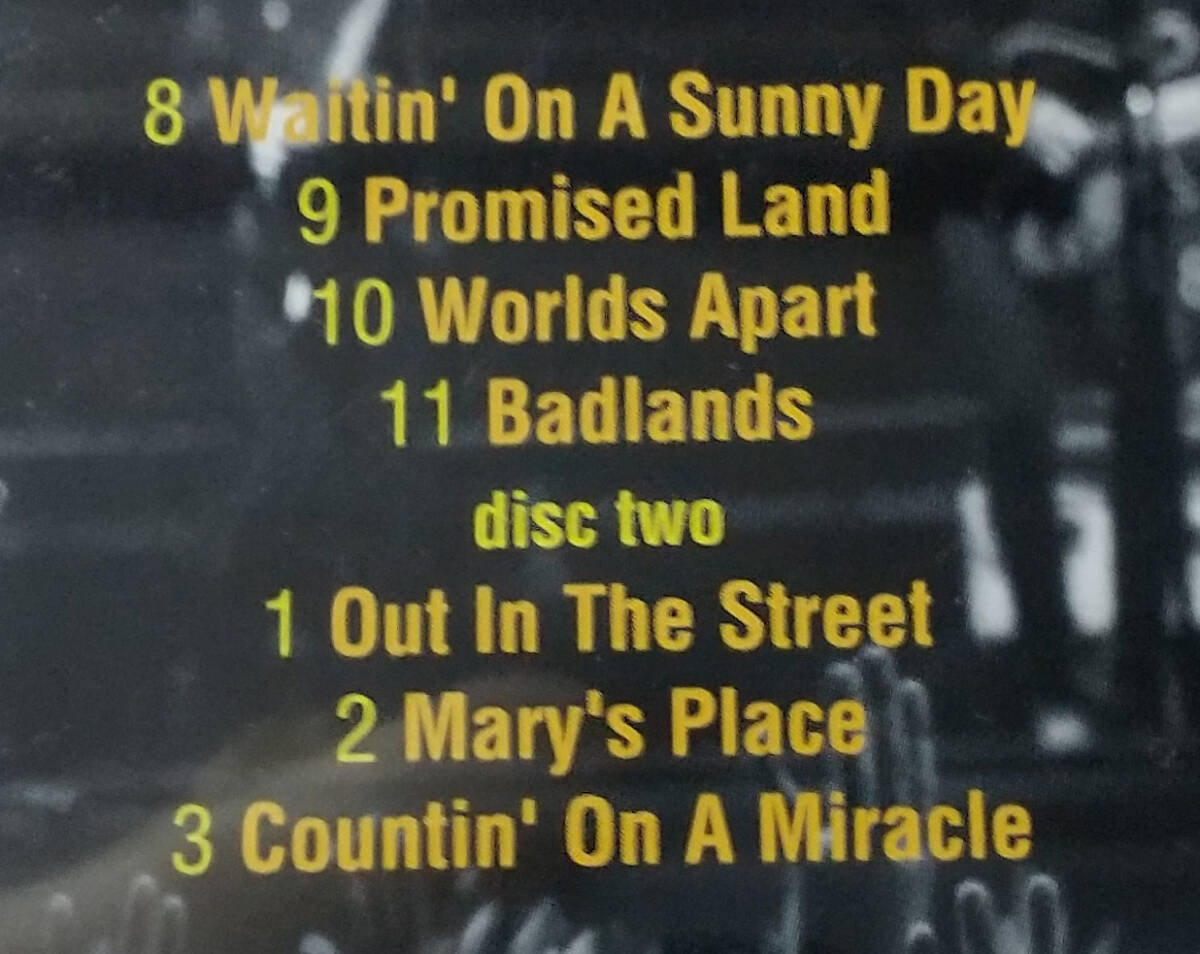 8 Waitin' On A Sunny Day
9 Promised Land
10 Worlds Apart
11 Badlands
disc two
1 Out In The Street
2 Mary's Place
3 Countin' On A Miracle